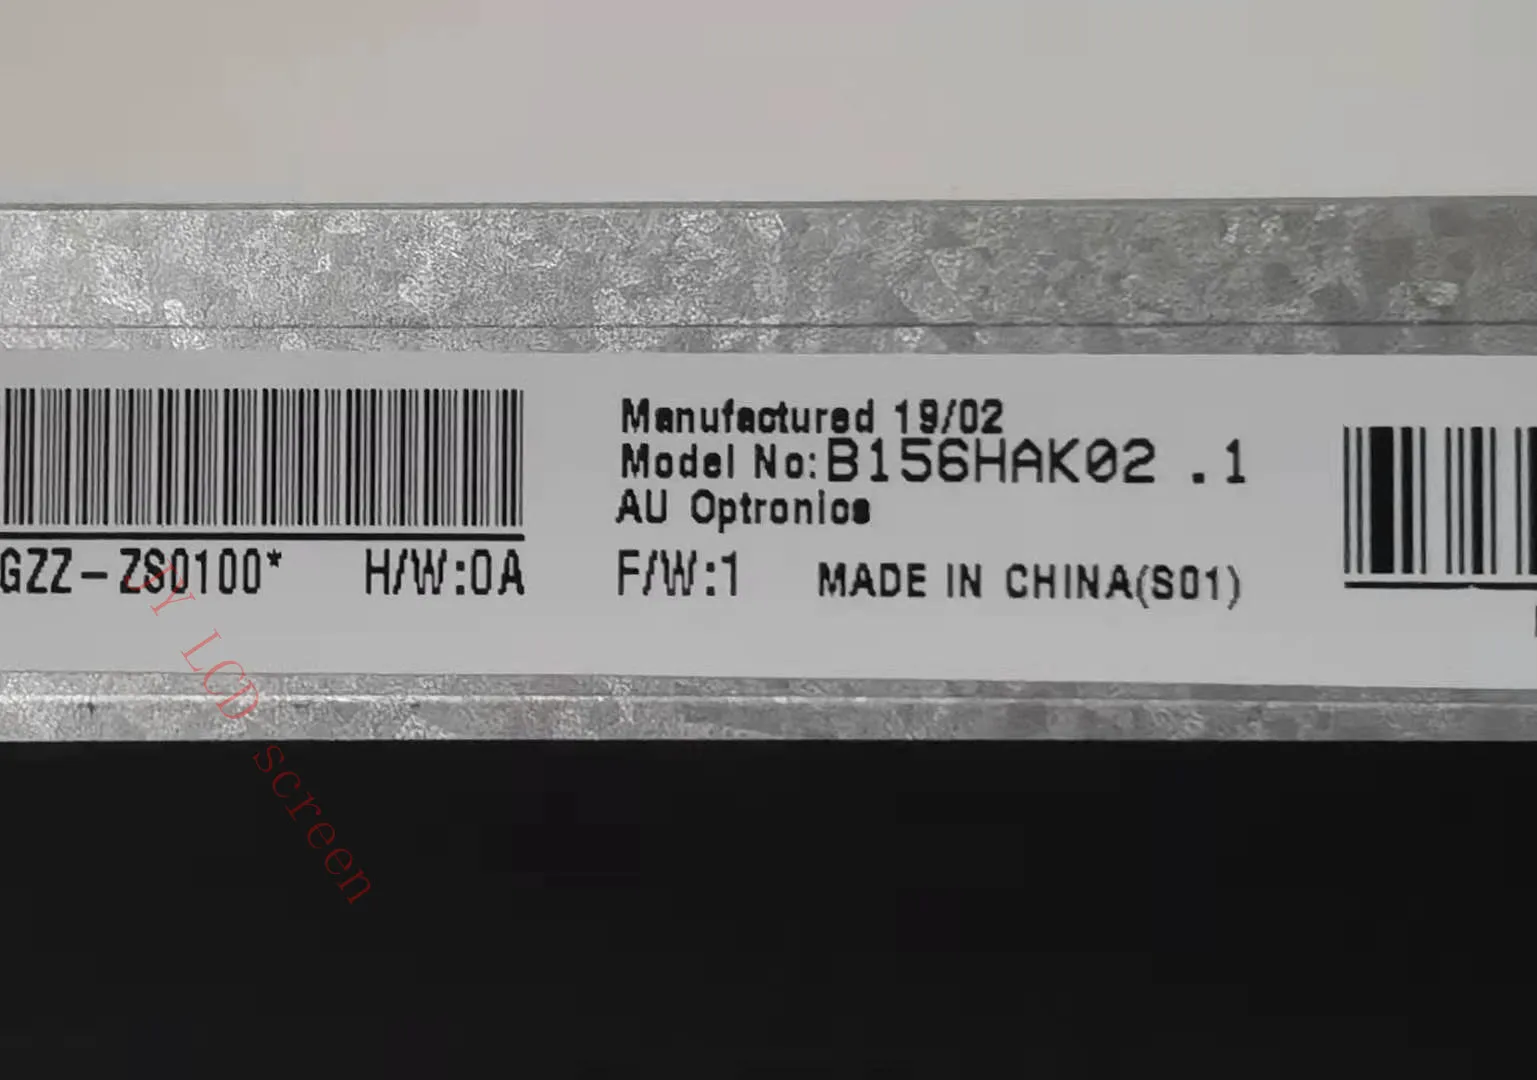 Manufactured 19/02
Model No:B156HAK02 .1
AU Optronics
GZZ-ZS0100* H/W:0A F/W:1 MADE IN CHINA(S01)
JY LCD screen